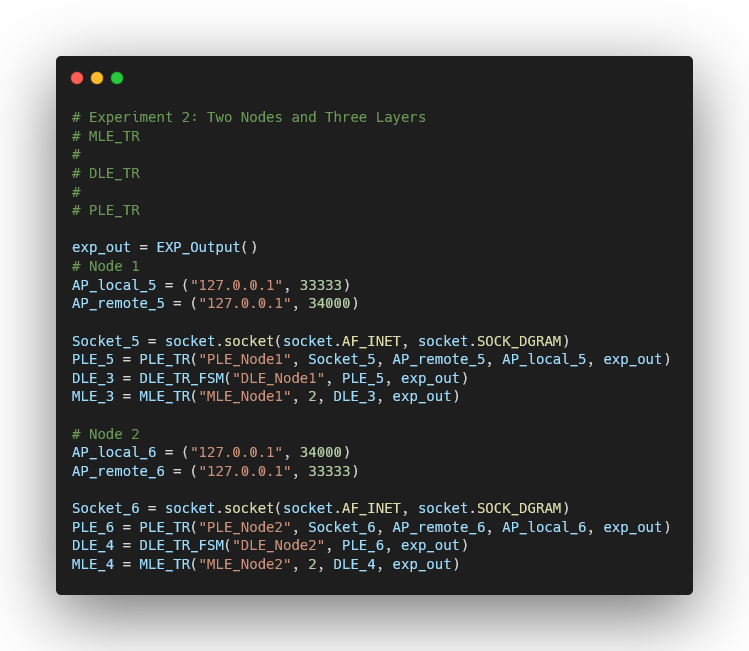 # Experiment 2: Two Nodes and Three Layers
# MLE_TR
#
# DLE_TR
#
# PLE_TR
exp_out = EXP_Output()
# Node 1
AP_local_5 = ("127.0.0.1", 33333)
AP_remote_5 = ("127.0.0.1", 34000)
Socket_5 = socket.socket(socket.AF_INET, socket.SOCK_DGRAM)
PLE_5 = PLE_TR("PLE_Node1", Socket_5, AP_remote_5, AP_local_5, exp_out)
DLE_3 = DLE_TR_FSM("DLE_Node1", PLE_5, exp_out)
MLE_3 = MLE_TR("MLE_Node1", 2, DLE_3, exp_out)
# Node 2
AP_local_6 = ("127.0.0.1", 34000)
AP_remote_6 = ("127.0.0.1", 33333)
Socket_6 = socket.socket(socket.AF_INET, socket.SOCK_DGRAM)
PLE_6 = PLE_TR("PLE_Node2", Socket_6, AP_remote_6, AP_local_6, exp_out)
DLE_4 = DLE_TR_FSM("DLE_Node2", PLE_6, exp_out)
MLE_4 = MLE_TR("MLE_Node2", 2, DLE_4, exp_out)